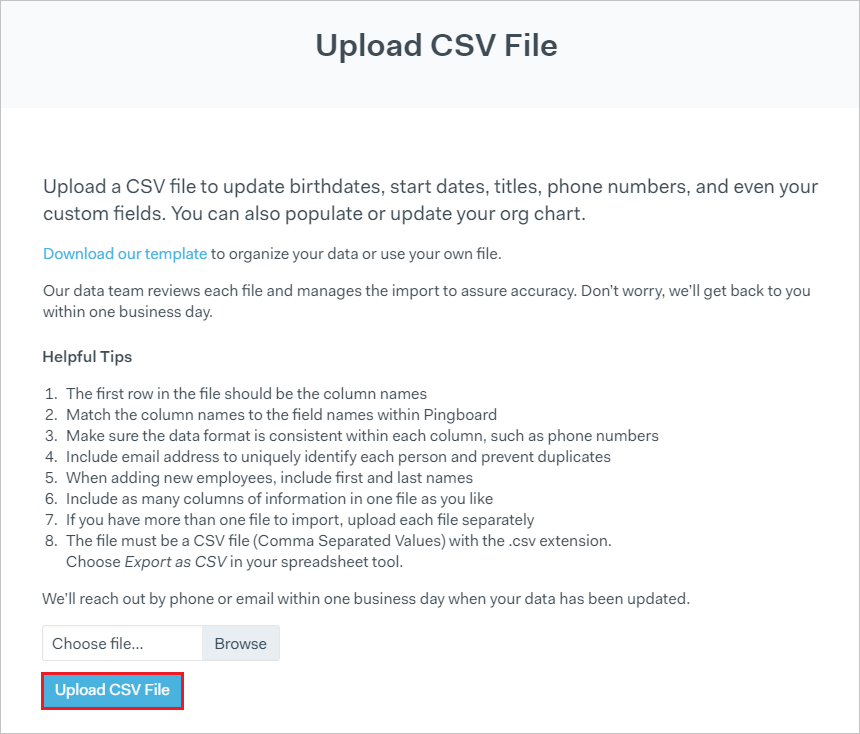 Upload CSV File
Upload a CSV file to update birthdates, start dates, titles, phone numbers, and even your
custom fields. You can also populate or update your org chart.
Download our template to organize your data or use your own file.
Our data team reviews each file and manages the import to assure accuracy. Don’t worry, we’ll get back to you
within one business day.
Helpful Tips
1. The first row in the file should be the column names
2. Match the column names to the field names within Pingboard
3. Make sure the data format is consistent within each column, such as phone numbers
4. Include email address to uniquely identify each person and prevent duplicates
5. When adding new employees, include first and last names
6. Include as many columns of information in one file as you like
7. If you have more than one file to import, upload each file separately
8. The file must be a CSV file (Comma Separated Values) with the .csv extension.
Choose Export as CSV in your spreadsheet tool.
We’ll reach out by phone or email within one business day when your data has been updated.
Choose file... Browse
Upload CSV File